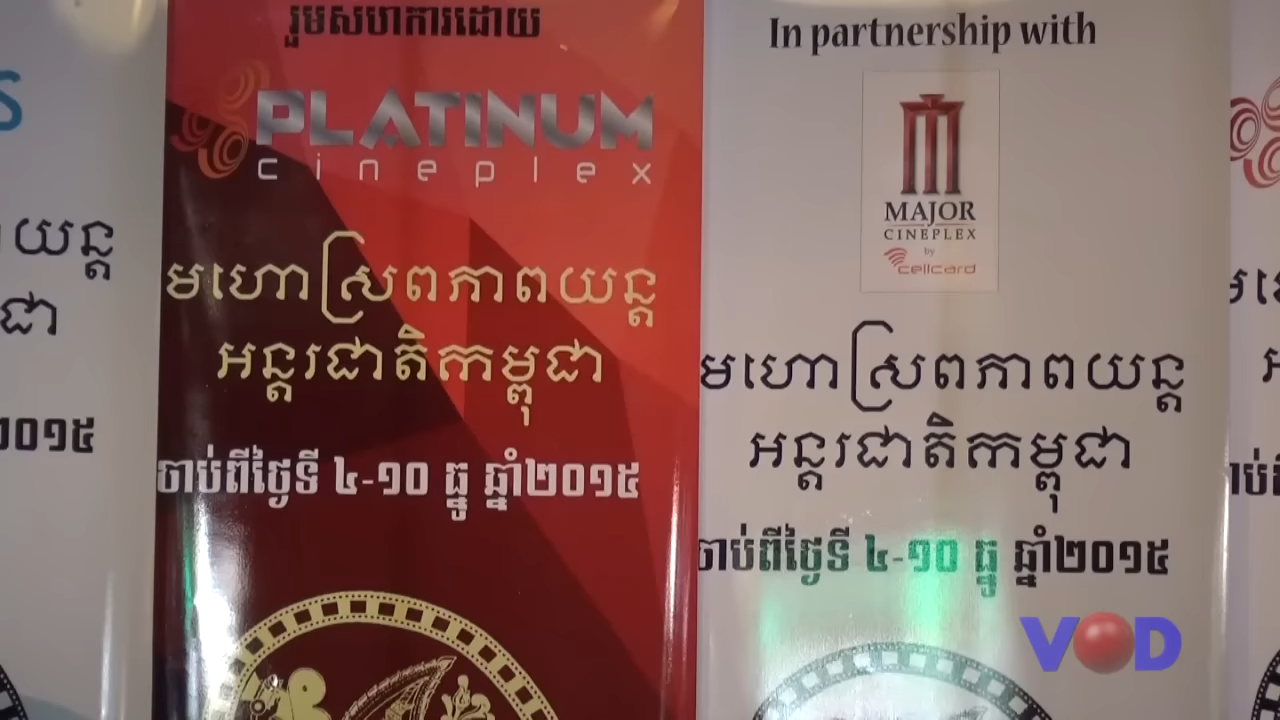 រួមសហការដោយ
PLATINUM
cineplex
មហោស្រពភាពយន្ត
អន្តរជាតិកម្ពុជា
ចាប់ពីថ្ងៃទី ៤-១០ ធ្នូ ឆ្នាំ២០១៥
In partnership with
MAJOR
CINEPLEX
by
cellcard
មហោស្រពភាពយន្ត
អន្តរជាតិកម្ពុជា
ចាប់ពីថ្ងៃទី ៤-១០ ធ្នូ ឆ្នាំ២០១៥
VOD